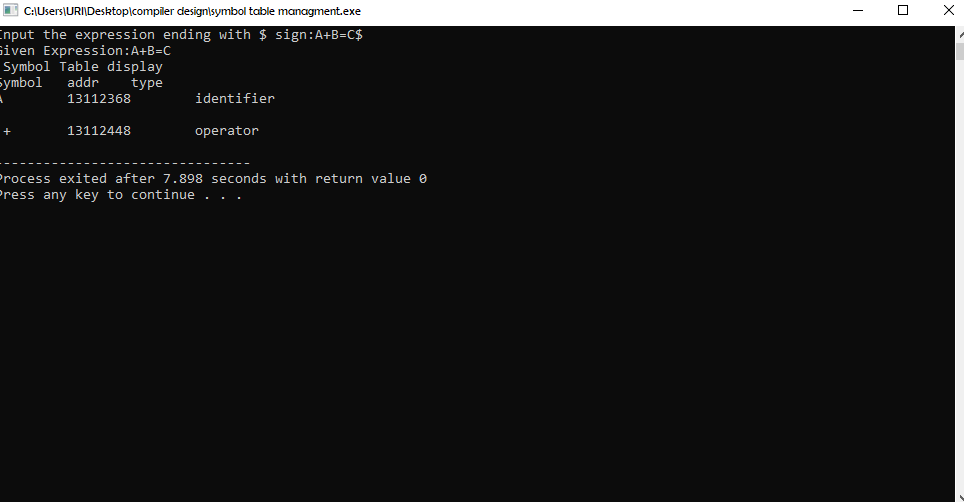 C:\Users\URI\Desktop\compiler design\symbol table managment.exe
Input the expression ending with $ sign:A+B=C$
Given Expression:A+B=C
Symbol Table display
Symbol addr type
A 13112368 identifier
+ 13112448 operator
--------------------------------
Process exited after 7.898 seconds with return value 0
Press any key to continue . . .